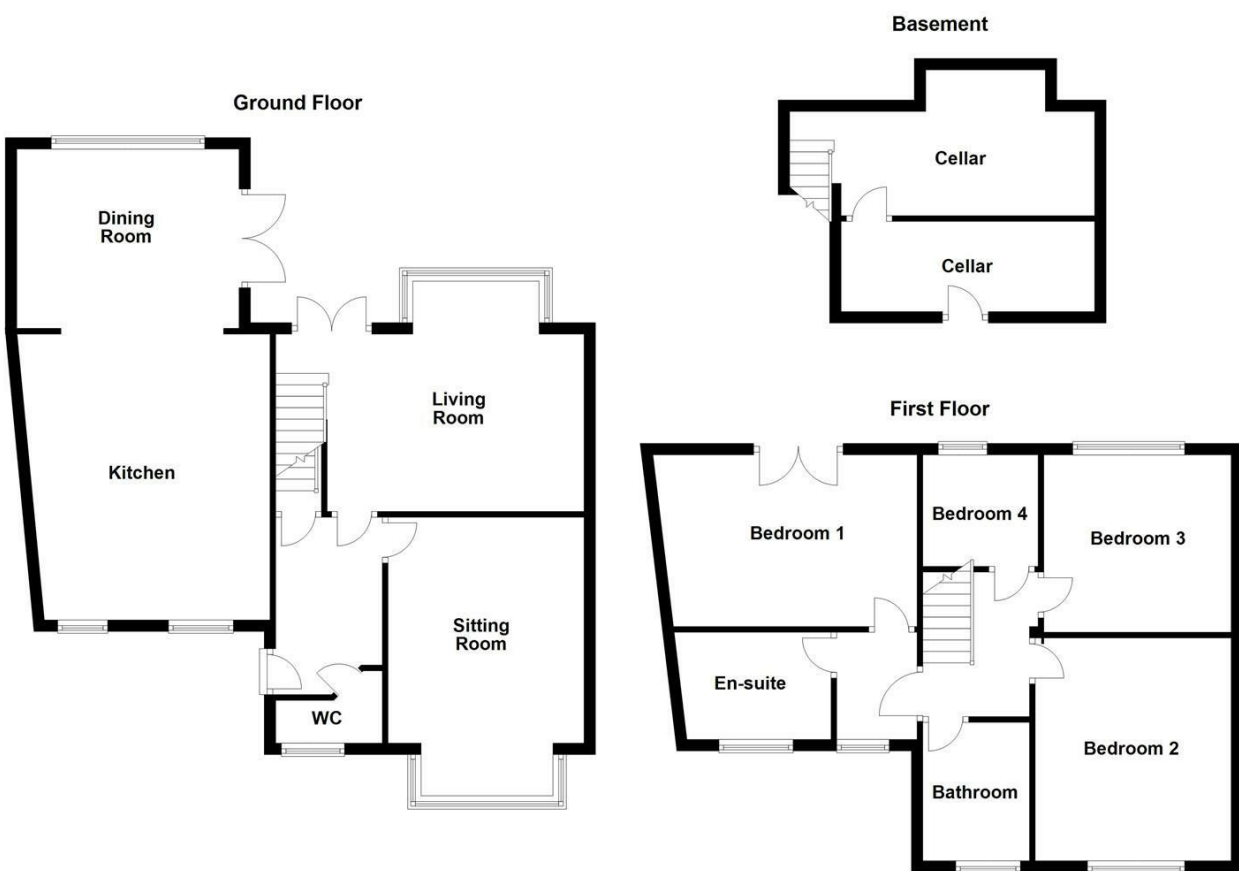 Ground Floor
Dining
Room
Kitchen
Living
Room
Sitting
Room
WC
Basement
Cellar
Cellar
First Floor
Bedroom 1
Bedroom 4
Bedroom 3
En-suite
Bathroom
Bedroom 2